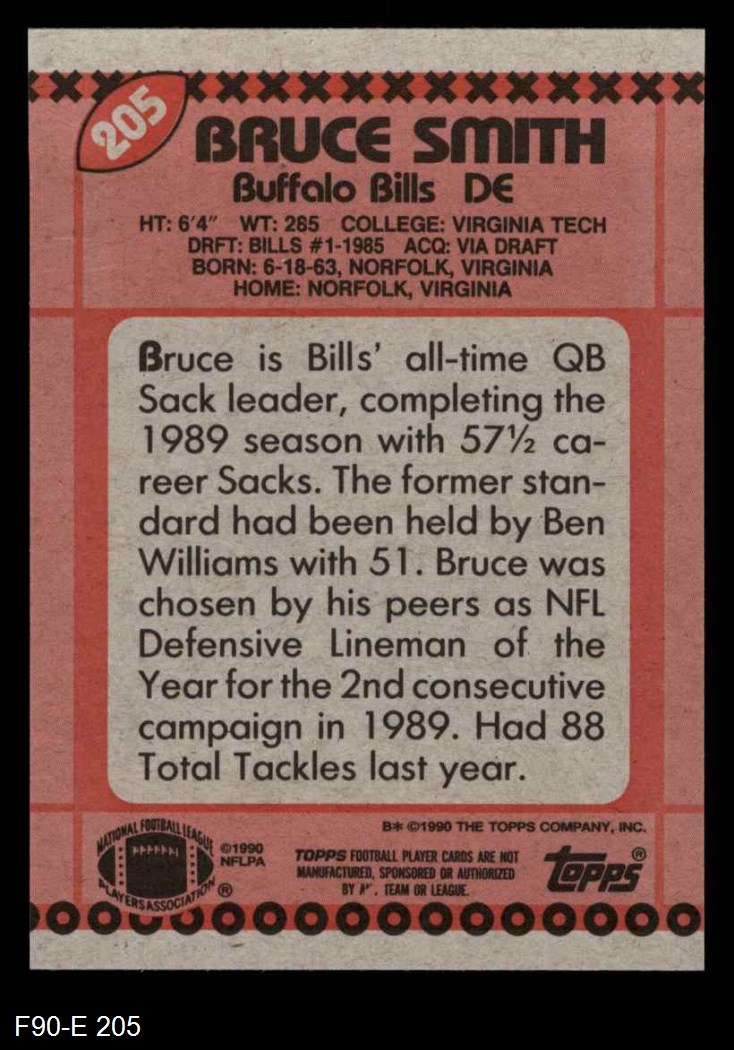 205
BRUCE SMITH
Buffalo Bills DE
HT: 6'4" WT: 285 COLLEGE: VIRGINIA TECH
DRFT: BILLS #1-1985 ACQ: VIA DRAFT
BORN: 6-18-63, NORFOLK, VIRGINIA
HOME: NORFOLK, VIRGINIA
Bruce is Bills' all-time QB
Sack leader, completing the
1989 season with 57½ ca-
reer Sacks. The former stan-
dard had been held by Ben
Williams with 51. Bruce was
chosen by his peers as NFL
Defensive Lineman of the
Year for the 2nd consecutive
campaign in 1989. Had 88
Total Tackles last year.
B* ©1990 THE TOPPS COMPANY, INC.
NATIONAL FOOTBALL LEAGUE
PLAYERS ASSOCIATION ®
©1990
NFLPA
TOPPS FOOTBALL PLAYER CARDS ARE NOT
MANUFACTURED, SPONSORED OR AUTHORIZED
BY TEAM OR LEAGUE.
topps®
F90-E 205